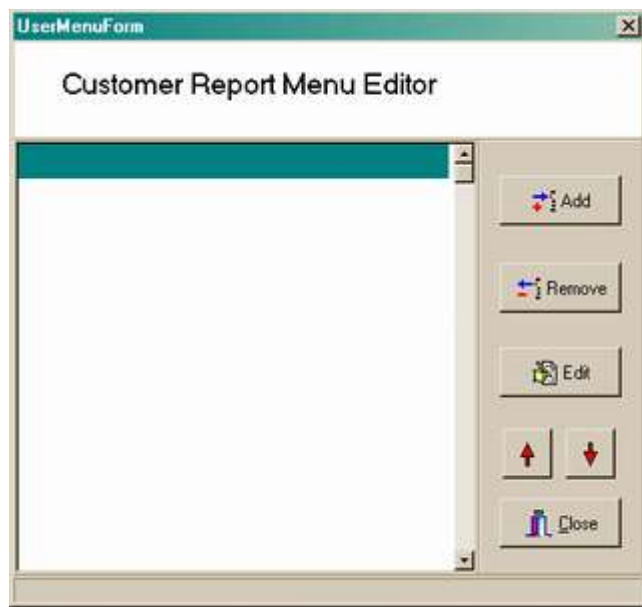 UserMenuForm
Customer Report Menu Editor
Add
Remove
Edit
Close